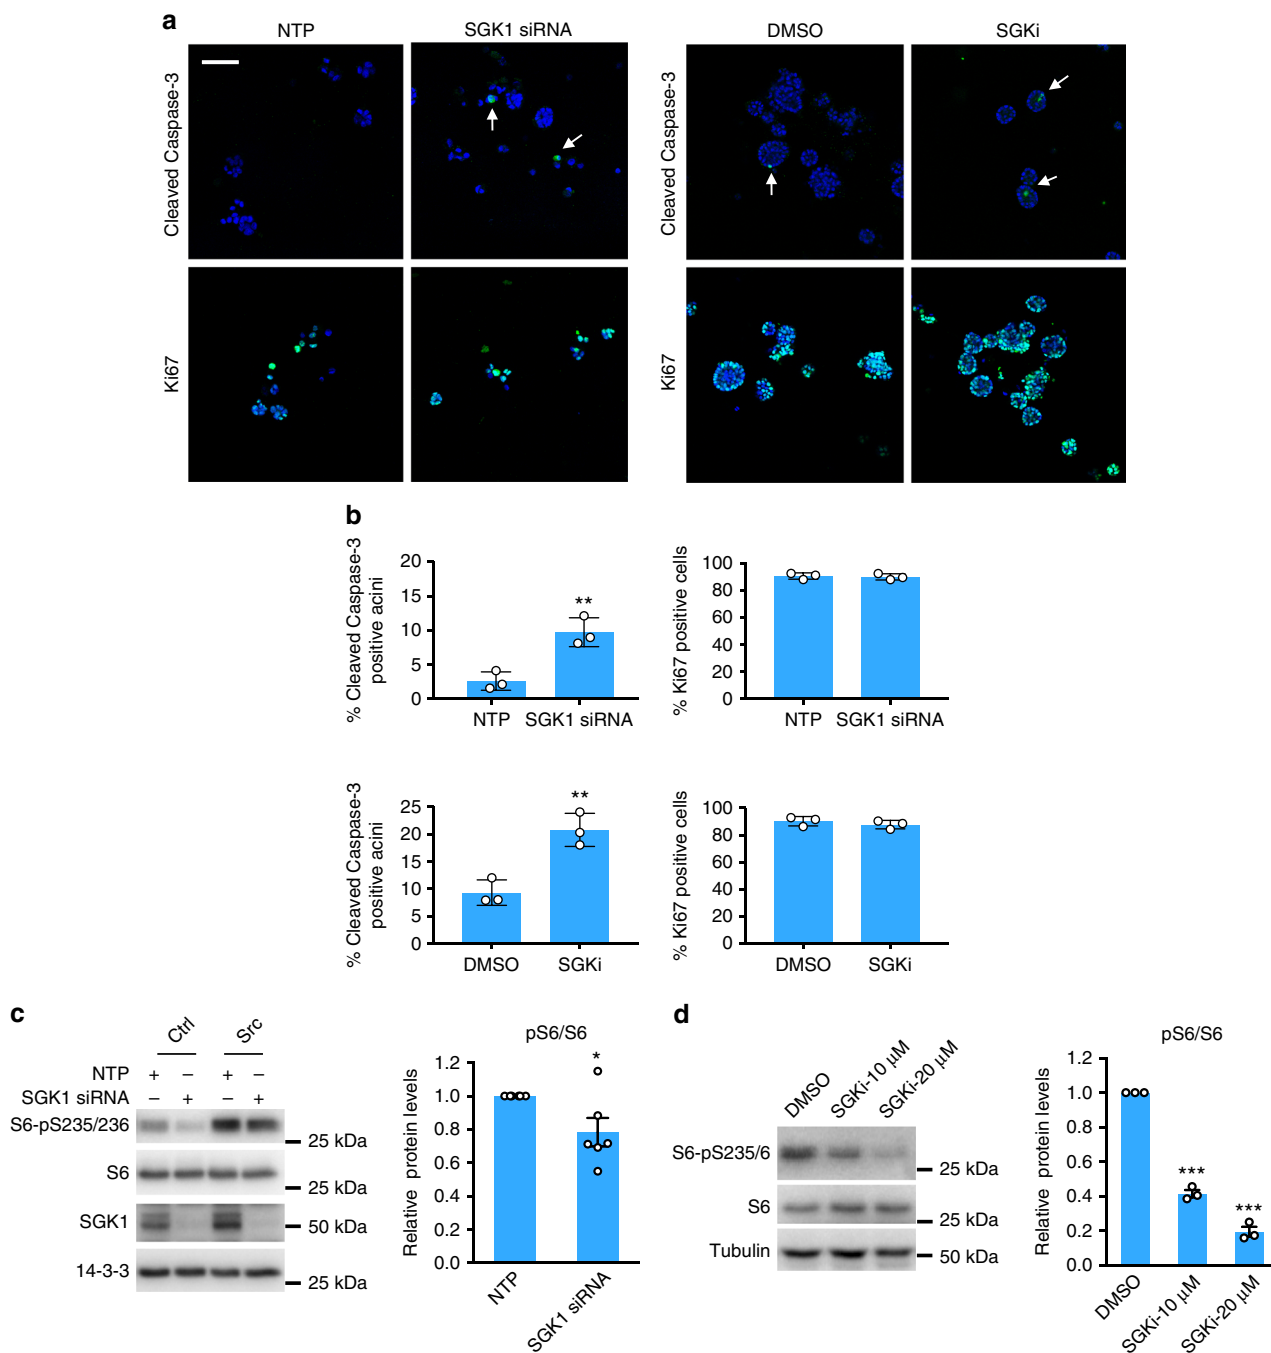 a
NTP
SGK1 siRNA
DMSO
SGKi
Cleaved Caspase-3
Cleaved Caspase-3
Ki67
Ki67
b
% Cleaved Caspase-3
positive acini
20
15
10
5
0
**
NTP
SGK1 siRNA
% Ki67 positive cells
100
80
60
40
20
0
NTP
SGK1 siRNA
% Cleaved Caspase-3
positive acini
25
20
15
10
5
0
**
DMSO
SGKi
% Ki67 positive cells
100
80
60
40
20
0
DMSO
SGKi
c
Ctrl
Src
NTP + – + –
SGK1 siRNA – + – +
S6-pS235/236
25 kDa
S6
25 kDa
SGK1
50 kDa
14-3-3
25 kDa
pS6/S6
Relative protein levels
1.2
1.0
0.8
0.6
0.4
0.2
0.0
*
NTP
SGK1 siRNA
d
DMSO
SGKi-10 µM
SGKi-20 µM
S6-pS235/6
25 kDa
S6
25 kDa
Tubulin
50 kDa
pS6/S6
Relative protein levels
1.2
1.0
0.8
0.6
0.4
0.2
0.0
***
***
DMSO
SGKi-10 µM
SGKi-20 µM